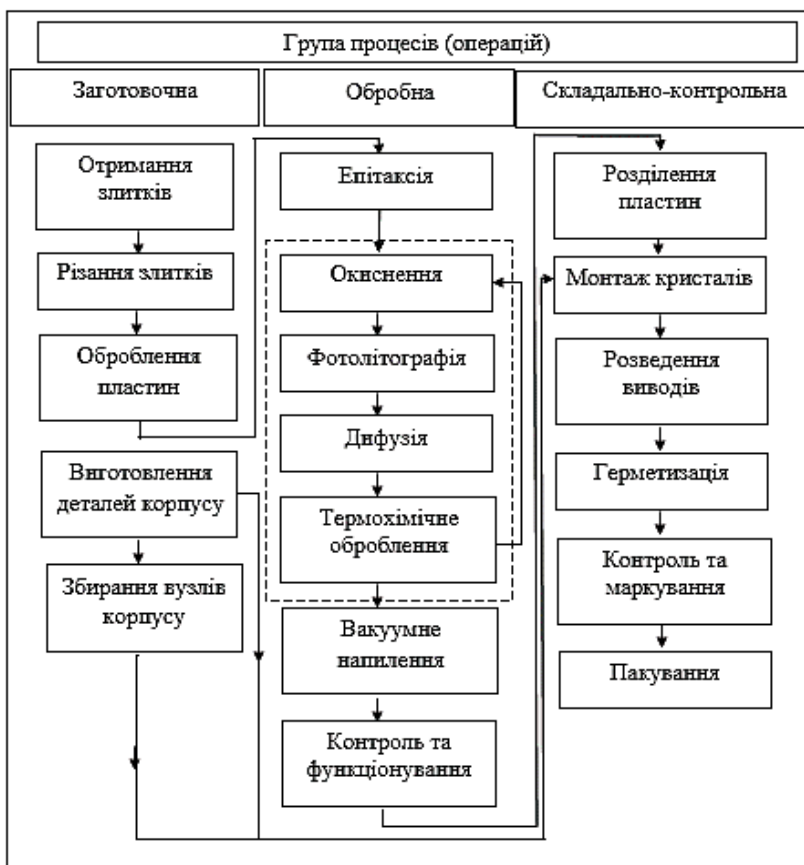 Група процесів (операцій)
Заготовочна
Обробна
Складально-контрольна
Отримання
злитків
Різання злитків
Оброблення
пластин
Виготовлення
деталей корпусу
Збирання вузлів
корпусу
Епітаксія
Окиснення
Фотолітографія
Дифузія
Термохімічне
оброблення
Вакуумне
напилення
Контроль та
функціонування
Розділення
пластин
Монтаж кристалів
Розведення
виводів
Герметизація
Контроль та
маркування
Пакування